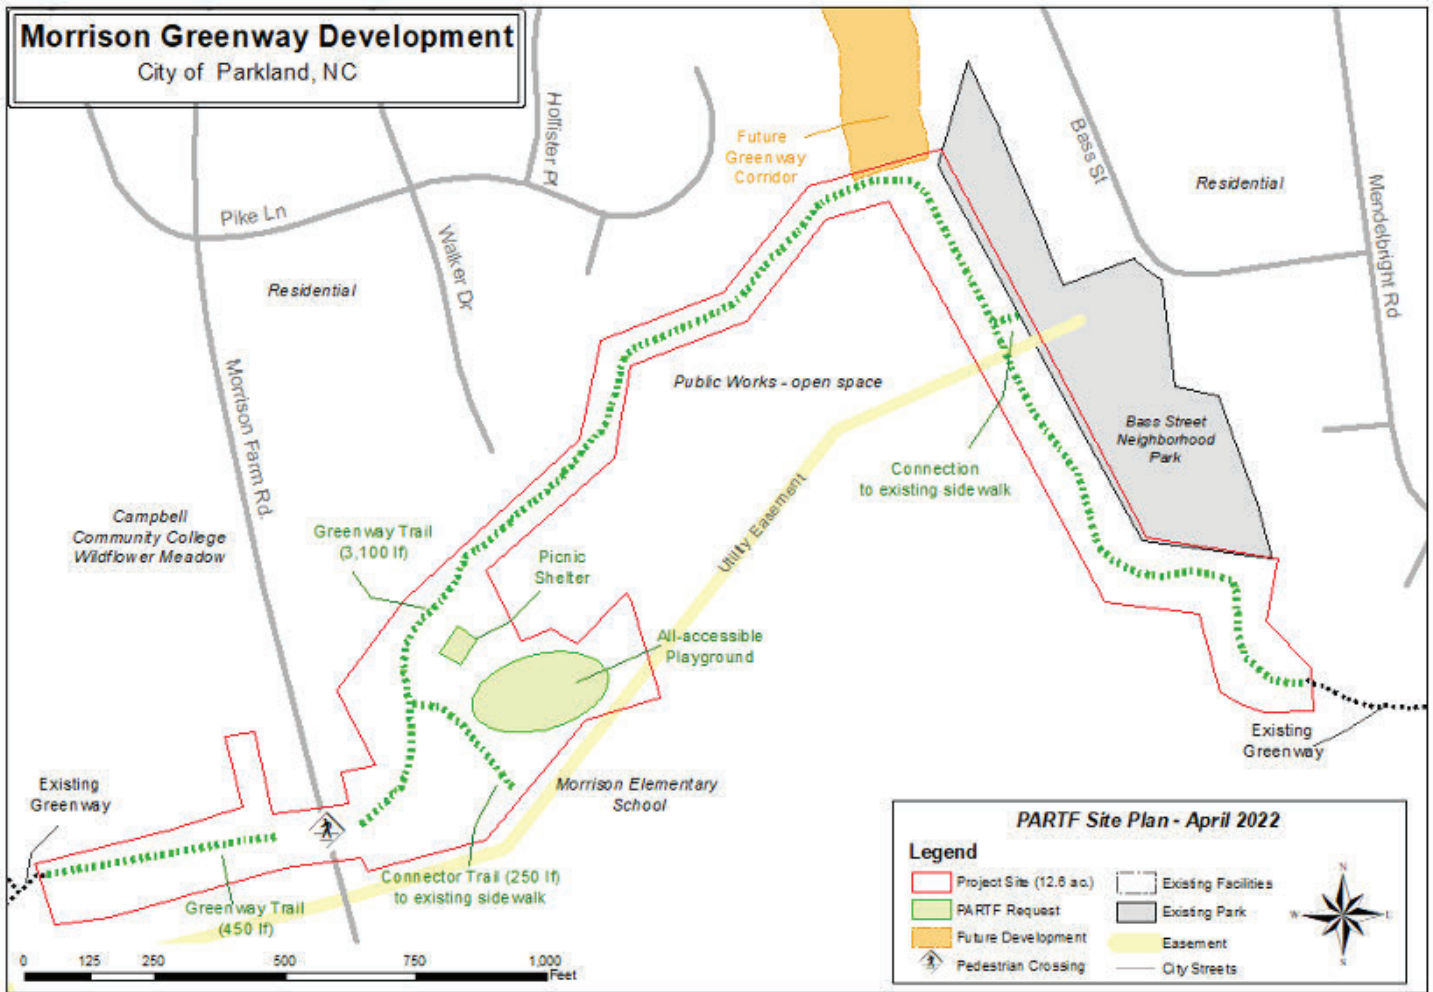 Morrison Greenway Development
City of Parkland, NC
Hollister Pl
Future
Greenway
Corridor
Bass St
Residential
Mendelbright Rd
Pike Ln
Walker Dr
Residential
Morrison Farm Rd.
Public Works - open space
Bass Street
Neighborhood
Park
Connection
to existing sidewalk
Utility Easement
Campbell
Community College
Wildflower Meadow
Greenway Trail
(3,100 lf)
Picnic
Shelter
All-accessible
Playground
Existing
Greenway
Existing
Greenway
Morrison Elementary
School
Connector Trail (250 lf)
to existing sidewalk
Greenway Trail
(450 lf)
0 125 250 500 750 1,000
Feet
PARTF Site Plan - April 2022
Legend
Project Site (12.6 ac.)
PARTF Request
Future Development
Pedestrian Crossing
Existing Facilities
Existing Park
Easement
City Streets
N
W
S